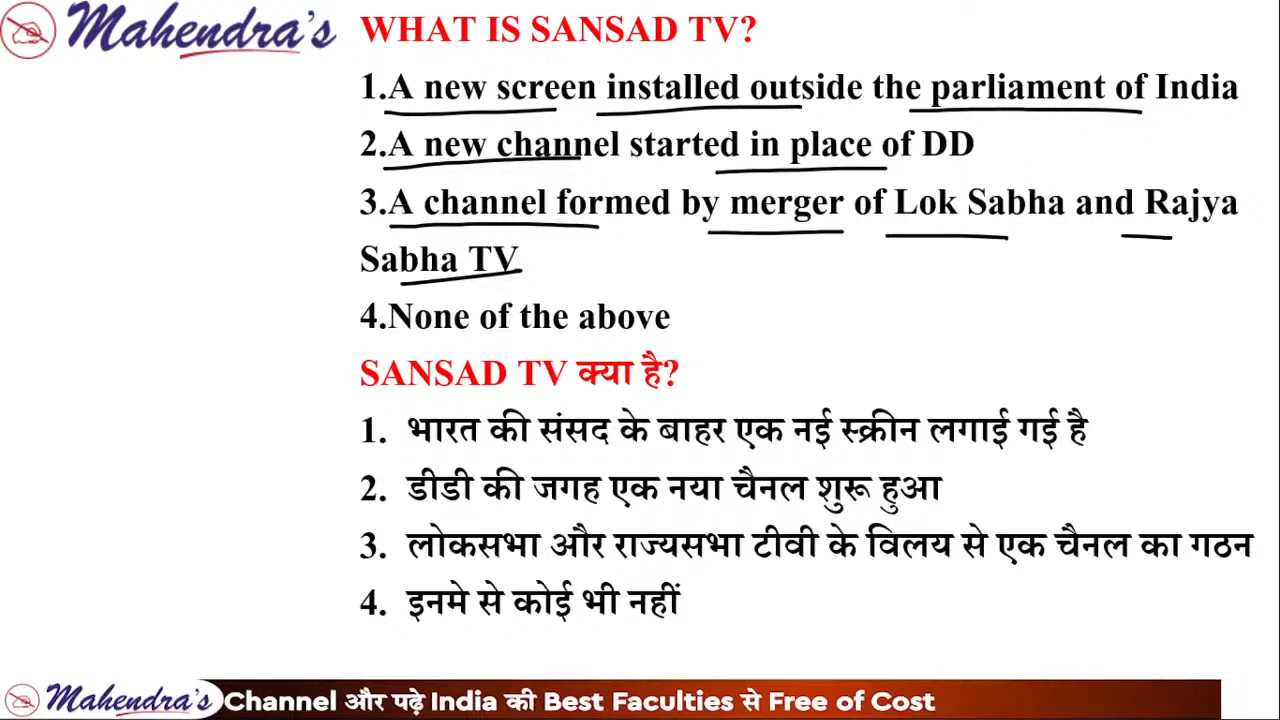 Mahendra's
WHAT IS SANSAD TV?
1.A new screen installed outside the parliament of India
2.A new channel started in place of DD
3.A channel formed by merger of Lok Sabha and Rajya
Sabha TV
4.None of the above
SANSAD TV क्या है?
1. भारत की संसद के बाहर एक नई स्क्रीन लगाई गई है
2. डीडी की जगह एक नया चैनल शुरू हुआ
3. लोकसभा और राज्यसभा टीवी के विलय से एक चैनल का गठन
4. इनमे से कोई भी नहीं
Mahendra's Channel और पढ़े India की Best Faculties से Free of Cost